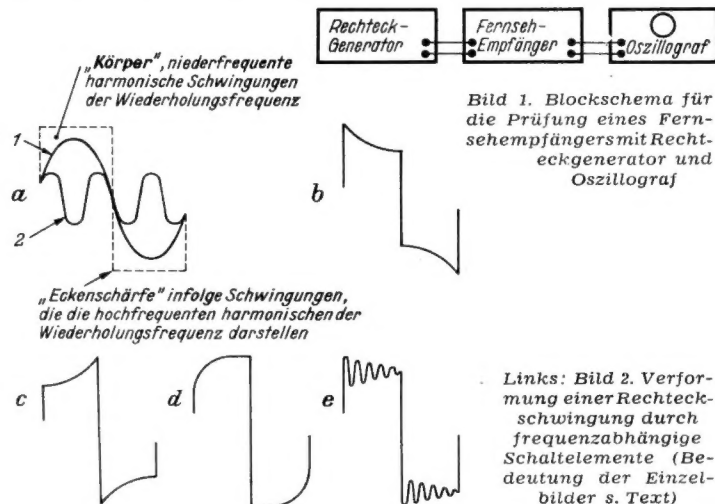 Rechteck-
Generator
Fernseh-
Empfänger
Oszillograf
„Körper", niederfrequente
harmonische Schwingungen
der Wiederholungsfrequenz
Bild 1. Blockschema für
die Prüfung eines Fern-
sehempfängers mit Recht-
eckgenerator und
Oszillograf
1
a
2
b
„Eckenschärfe" infolge Schwingungen,
die die hochfrequenten harmonischen der
Wiederholungsfrequenz darstellen
c
d
e
Links: Bild 2. Verfor-
mung einer Rechteck-
schwingung durch
frequenzabhängige
Schaltelemente (Be-
deutung der Einzel-
bilder s. Text)